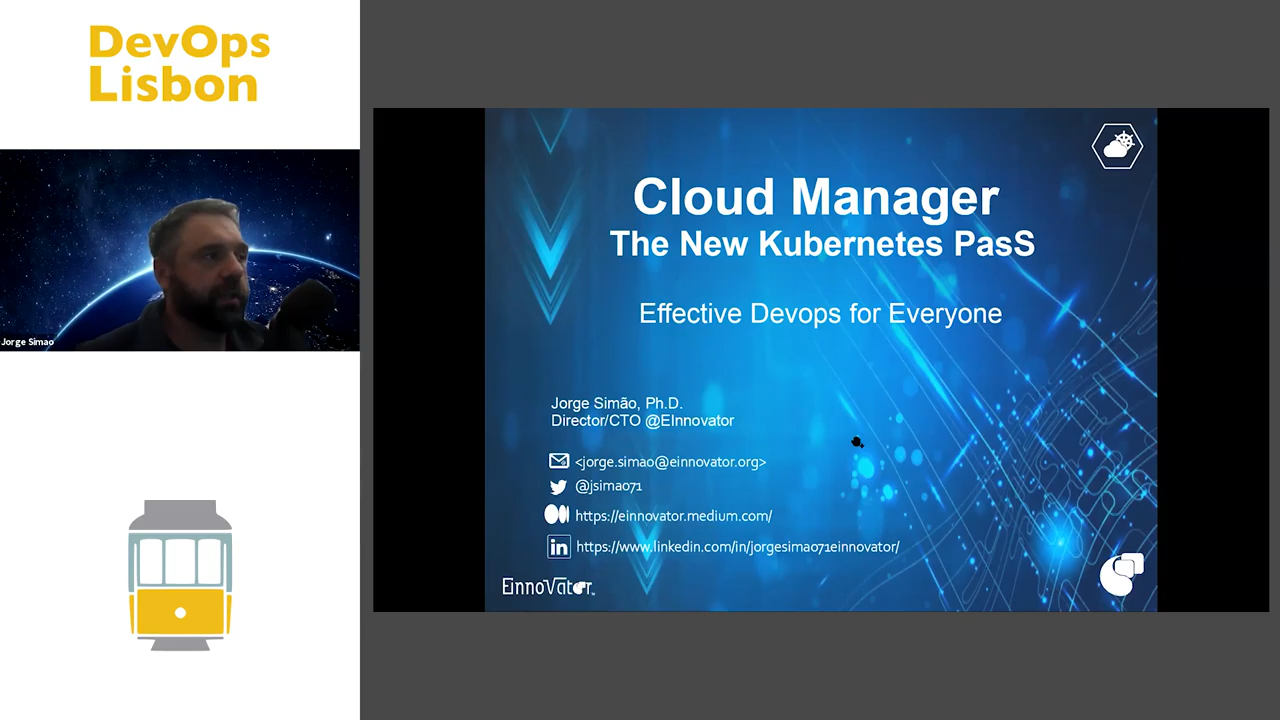 DevOps
Lisbon
Jorge Simao
Cloud Manager
The New Kubernetes PasS
Effective Devops for Everyone
Jorge Simão, Ph.D.
Director/CTO @EInnovator
<jorge.simao@einnovator.org>
@jsimao71
https://einnovator.medium.com/
in https://www.linkedin.com/in/jorgesimao71einnovator/
EinnoVator